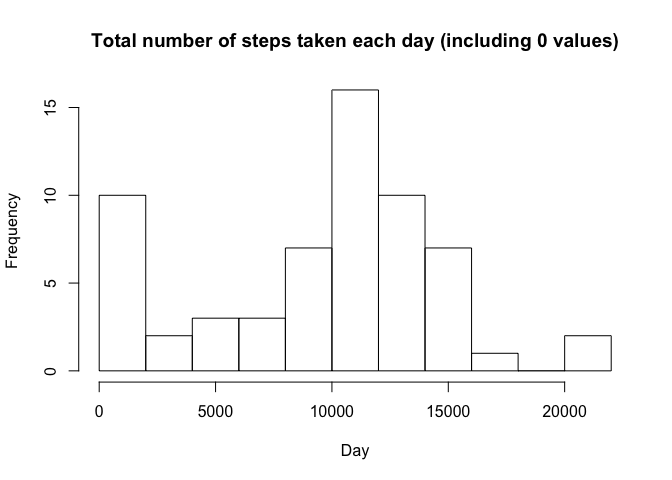 Total number of steps taken each day (including 0 values)
15
10
5
0
Frequency
0 5000 10000 15000 20000
Day